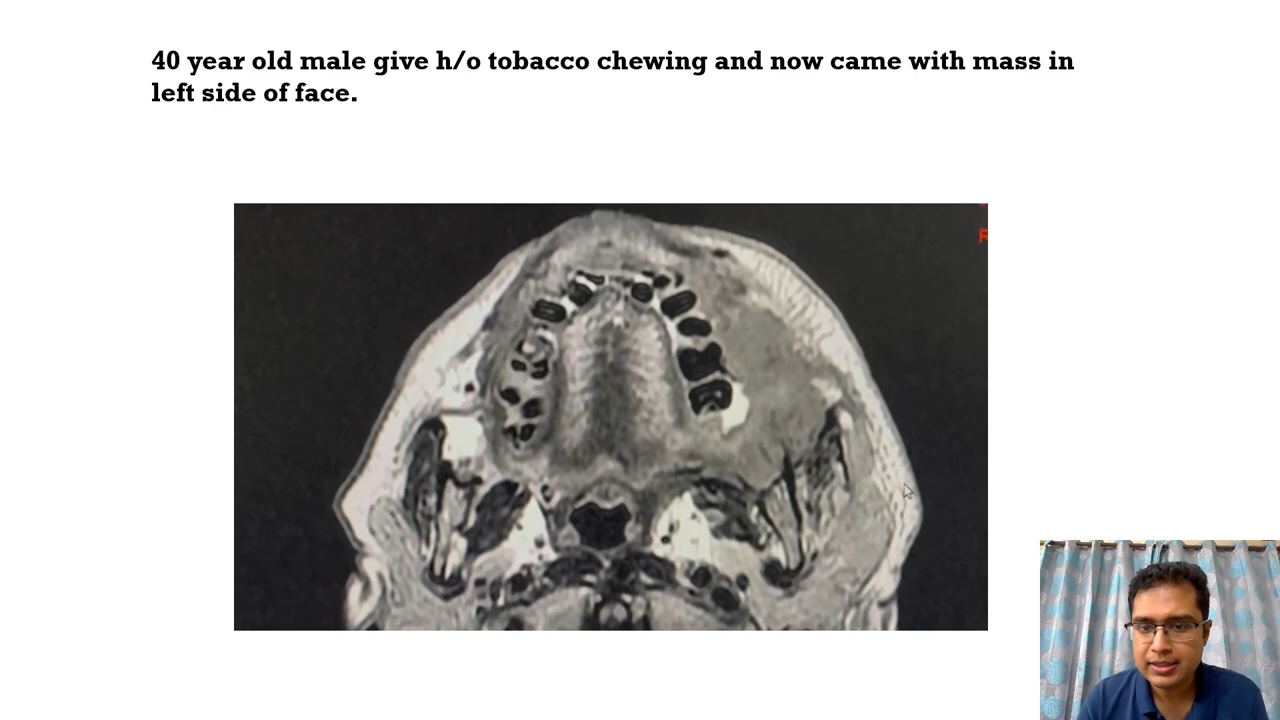 40 year old male give h/o tobacco chewing and now came with mass in
left side of face.
F